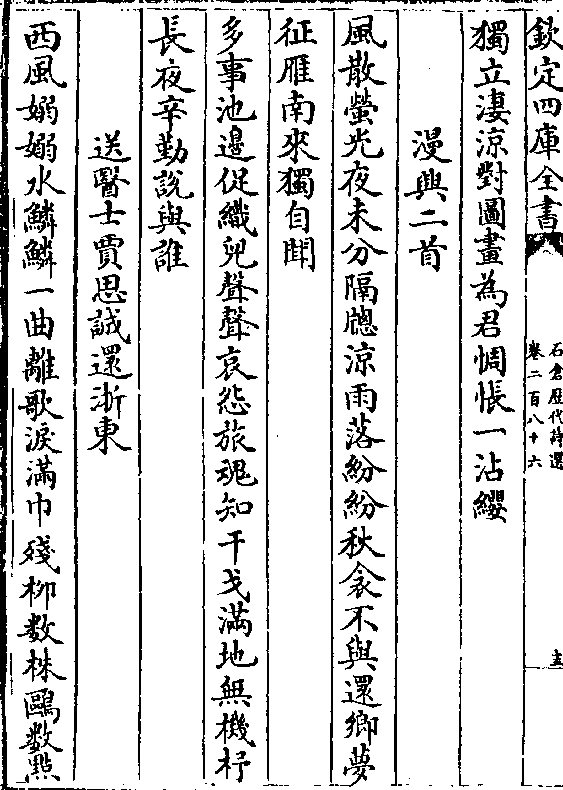 欽定四庫全書
石倉歷代詩選
卷二百八十六
獨立淒涼對圖畫為君惆悵一沾纓
漫興二首
風散螢光夜未分隔牕涼雨落紛紛秋衾不與還鄉夢
征雁南來獨自聞
多事池邊促織兒聲聲哀怨旅魂知干戈滿地無機杼
長夜辛勤說與誰
送醫士賈思誠還浙東
西風嫋嫋水鱗鱗一曲離歌淚滿巾殘柳数株鷗数點